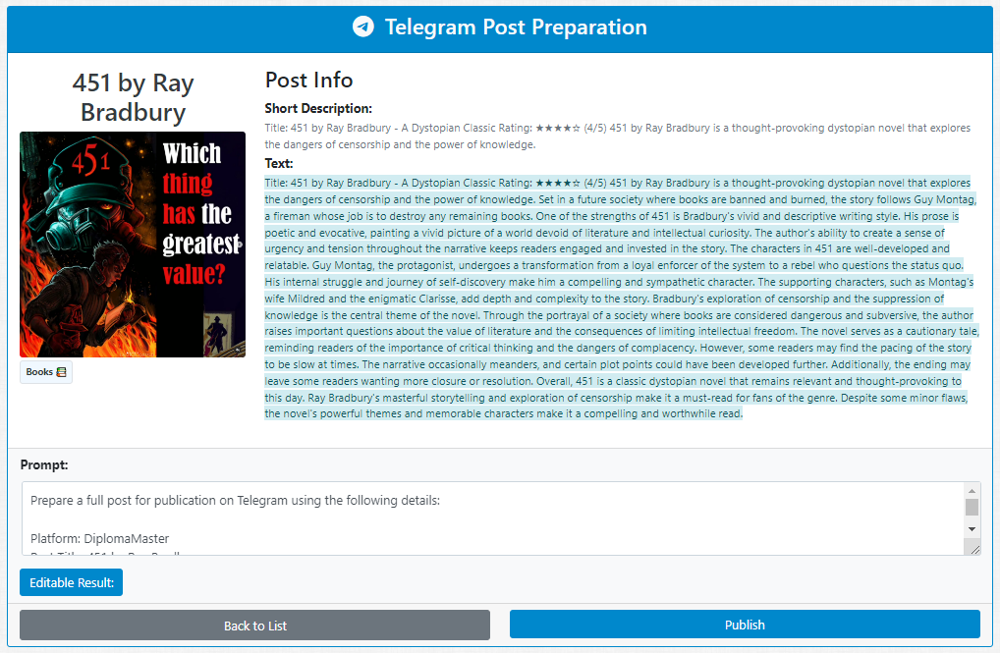 Telegram Post Preparation
451 by Ray
Bradbury
451
Which
thing
has the
greatest
value?
Books
Post Info
Short Description:
Title: 451 by Ray Bradbury - A Dystopian Classic Rating: ★★★★☆ (4/5) 451 by Ray Bradbury is a thought-provoking dystopian novel that explores
the dangers of censorship and the power of knowledge.
Text:
Title: 451 by Ray Bradbury - A Dystopian Classic Rating: ★★★★☆ (4/5) 451 by Ray Bradbury is a thought-provoking dystopian novel that explores
the dangers of censorship and the power of knowledge. Set in a future society where books are banned and burned, the story follows Guy Montag,
a fireman whose job is to destroy any remaining books. One of the strengths of 451 is Bradbury's vivid and descriptive writing style. His prose is
poetic and evocative, painting a vivid picture of a world devoid of literature and intellectual curiosity. The author's ability to create a sense of
urgency and tension throughout the narrative keeps readers engaged and invested in the story. The characters in 451 are well-developed and
relatable. Guy Montag, the protagonist, undergoes a transformation from a loyal enforcer of the system to a rebel who questions the status quo.
His internal struggle and journey of self-discovery make him a compelling and sympathetic character. The supporting characters, such as Montag's
wife Mildred and the enigmatic Clarisse, add depth and complexity to the story. Bradbury's exploration of censorship and the suppression of
knowledge is the central theme of the novel. Through the portrayal of a society where books are considered dangerous and subversive, the author
raises important questions about the value of literature and the consequences of limiting intellectual freedom. The novel serves as a cautionary tale,
reminding readers of the importance of critical thinking and the dangers of complacency. However, some readers may find the pacing of the story
to be slow at times. The narrative occasionally meanders, and certain plot points could have been developed further. Additionally, the ending may
leave some readers wanting more closure or resolution. Overall, 451 is a classic dystopian novel that remains relevant and thought-provoking to
this day. Ray Bradbury's masterful storytelling and exploration of censorship make it a must-read for fans of the genre. Despite some minor flaws,
the novel's powerful themes and memorable characters make it a compelling and worthwhile read.
Prompt:
Prepare a full post for publication on Telegram using the following details:
Platform: DiplomaMaster
Editable Result:
Back to List
Publish